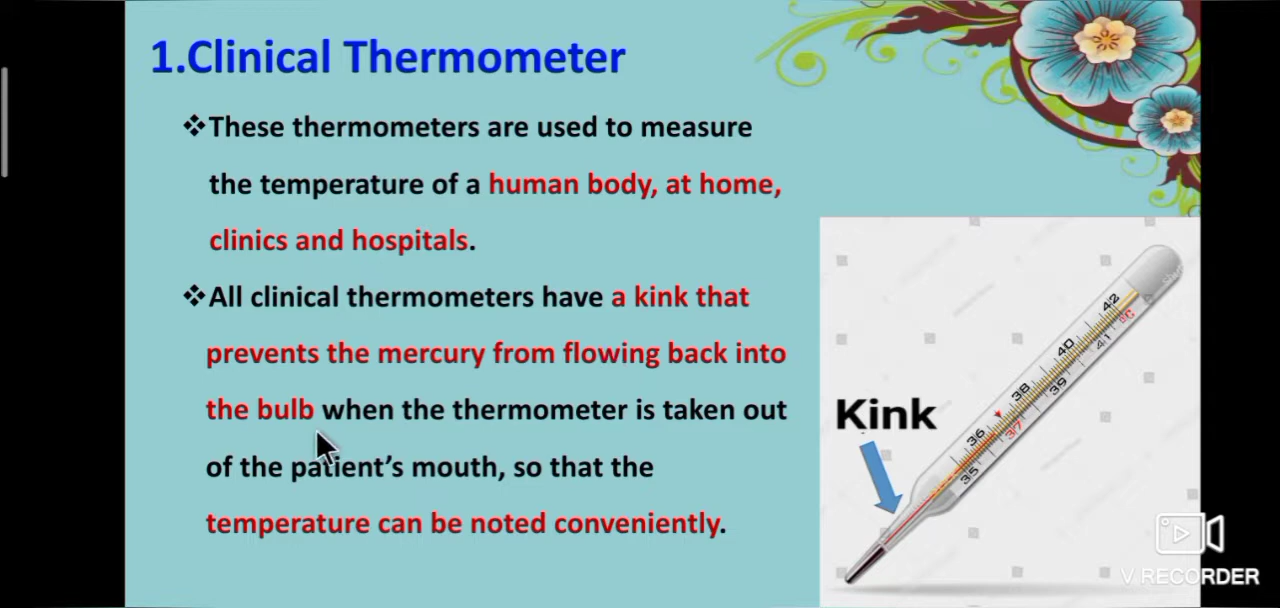 1.Clinical Thermometer
❖These thermometers are used to measure
the temperature of a human body, at home,
clinics and hospitals.
❖All clinical thermometers have a kink that
prevents the mercury from flowing back into
the bulb when the thermometer is taken out
of the patient's mouth, so that the
temperature can be noted conveniently.
Kink
35
36
37
38
39
40
41
42
°C
V RECORDER